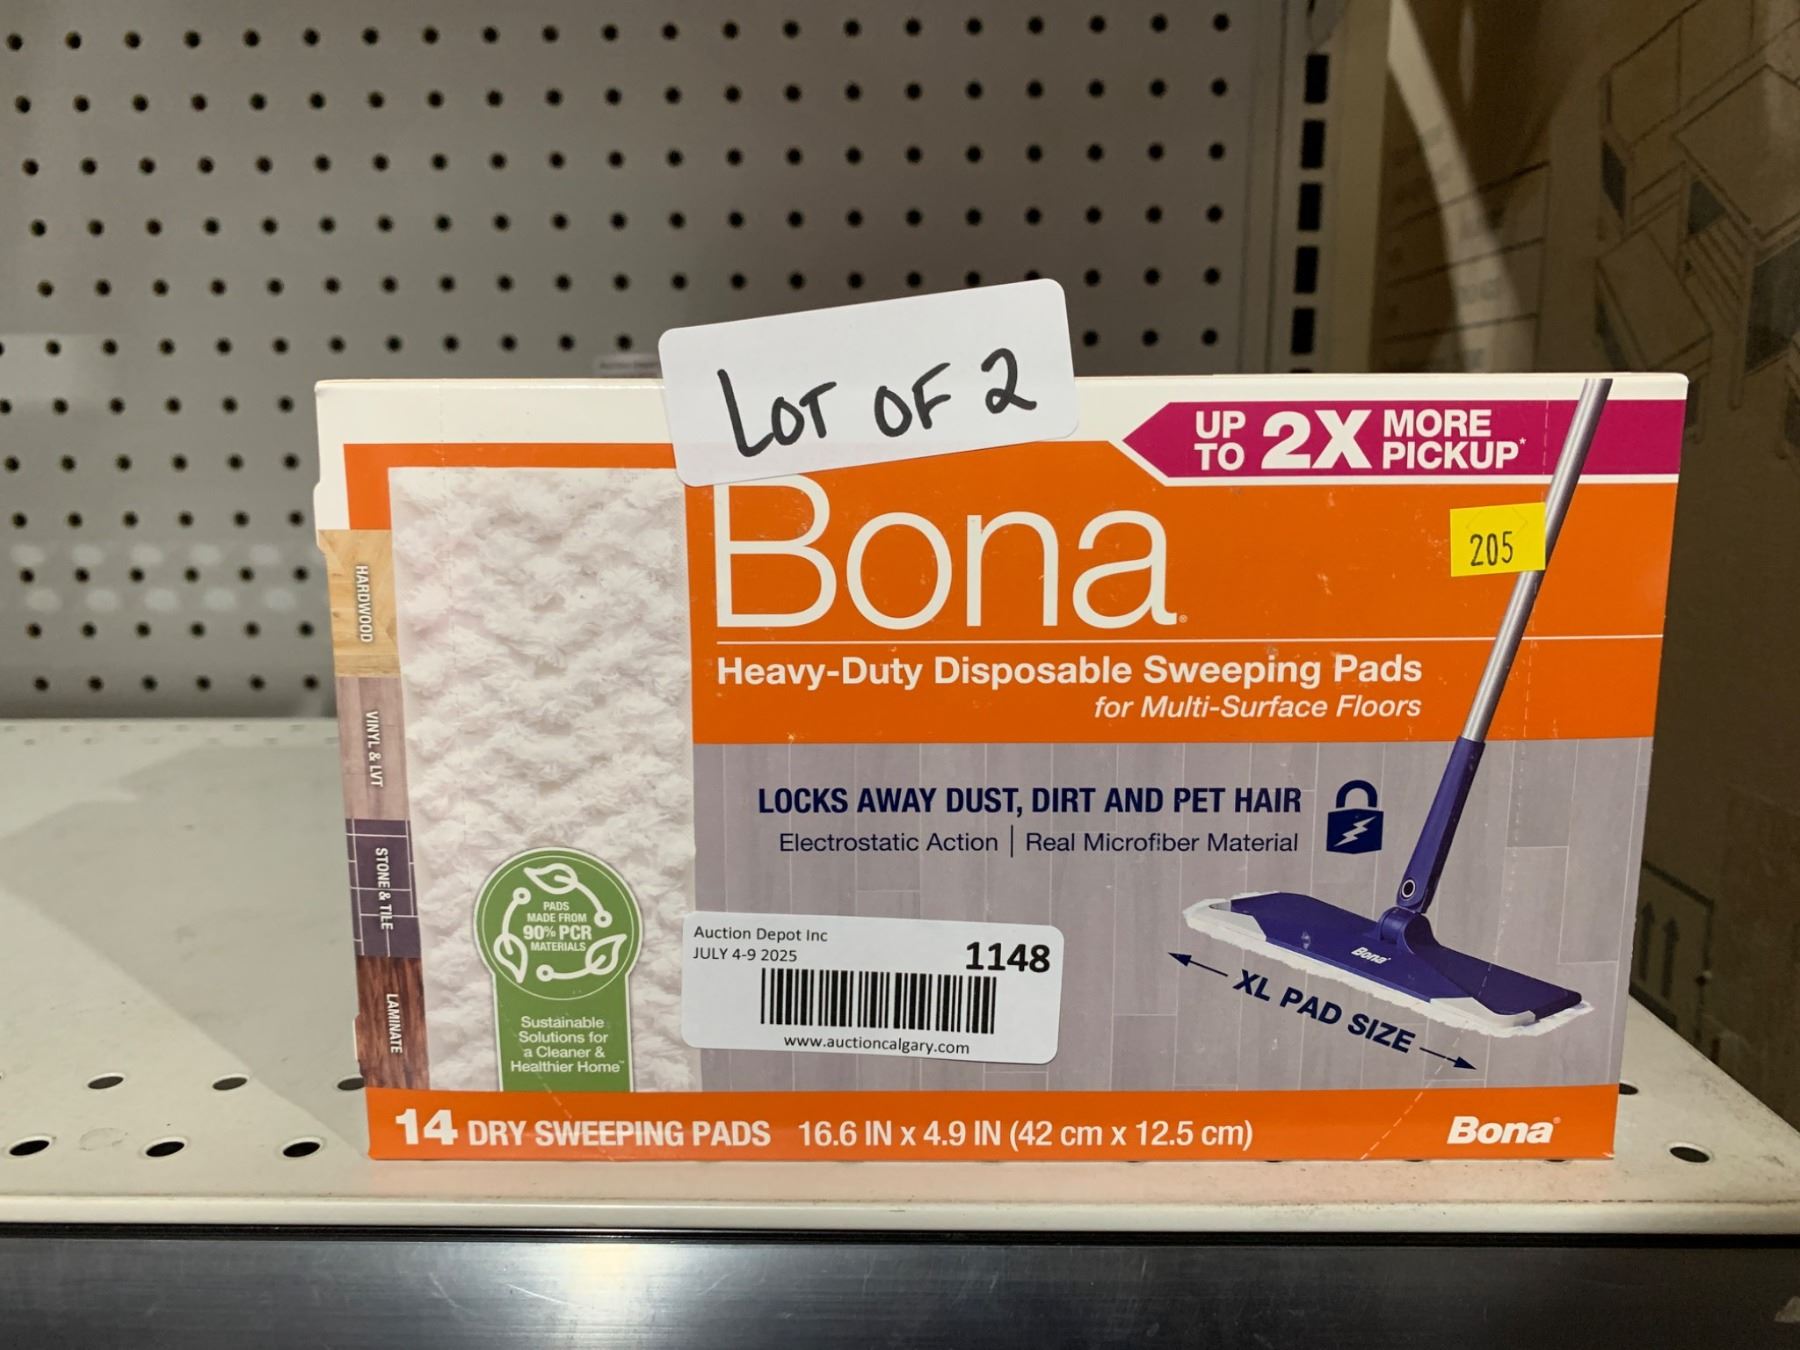 LOT OF 2
UP
TO 2X MORE
PICKUP*
Bona®
205
Heavy-Duty Disposable Sweeping Pads
for Multi-Surface Floors
HARDWOOD
VINYL & LVT
STONE & TILE
LAMINATE
LOCKS AWAY DUST, DIRT AND PET HAIR
Electrostatic Action | Real Microfiber Material
PADS
MADE FROM
90% PCR
MATERIALS
Sustainable
Solutions for
a Cleaner &
Healthier Home™
Auction Depot Inc
JULY 4-9 2025
1148
www.auctioncalgary.com
Bona®
XL PAD SIZE
14 DRY SWEEPING PADS 16.6 IN x 4.9 IN (42 cm x 12.5 cm)
Bona®